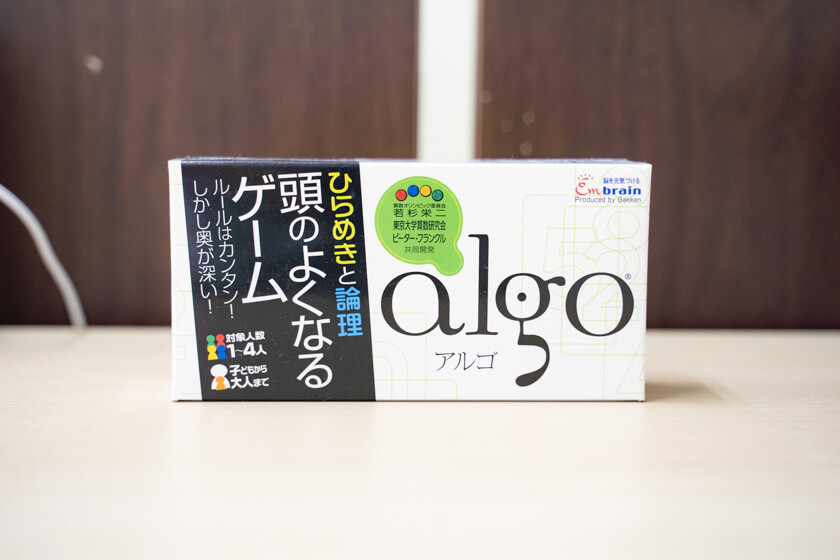 ひらめきと論理
頭のよくなる
ゲーム
ルールはカンタン!
しかし奥が深い!
対象人数
1~4人
子どもから
大人まで
算数オリンピック委員会
若杉栄二
東京大学算数研究会
ピーター・フランクル
共同開発
algo®
アルゴ
脳を元気づける
Em brain
Produced by Gakken